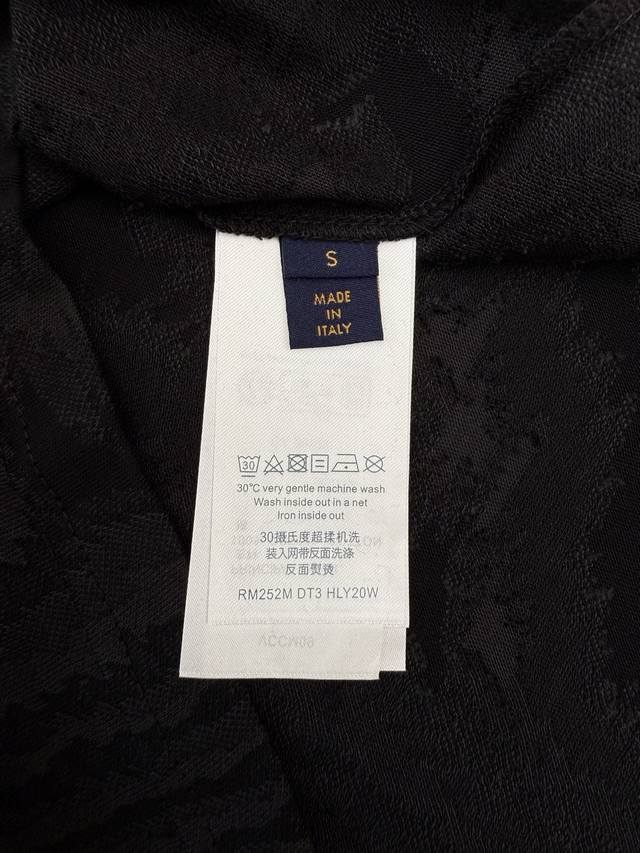 S
MADE
IN
ITALY
30
30℃ very gentle machine wash
Wash inside out in a net
Iron inside out
30摄氏度超揉机洗
装入网带反面洗涤
反面熨烫
RM252M DT3 HLY20W